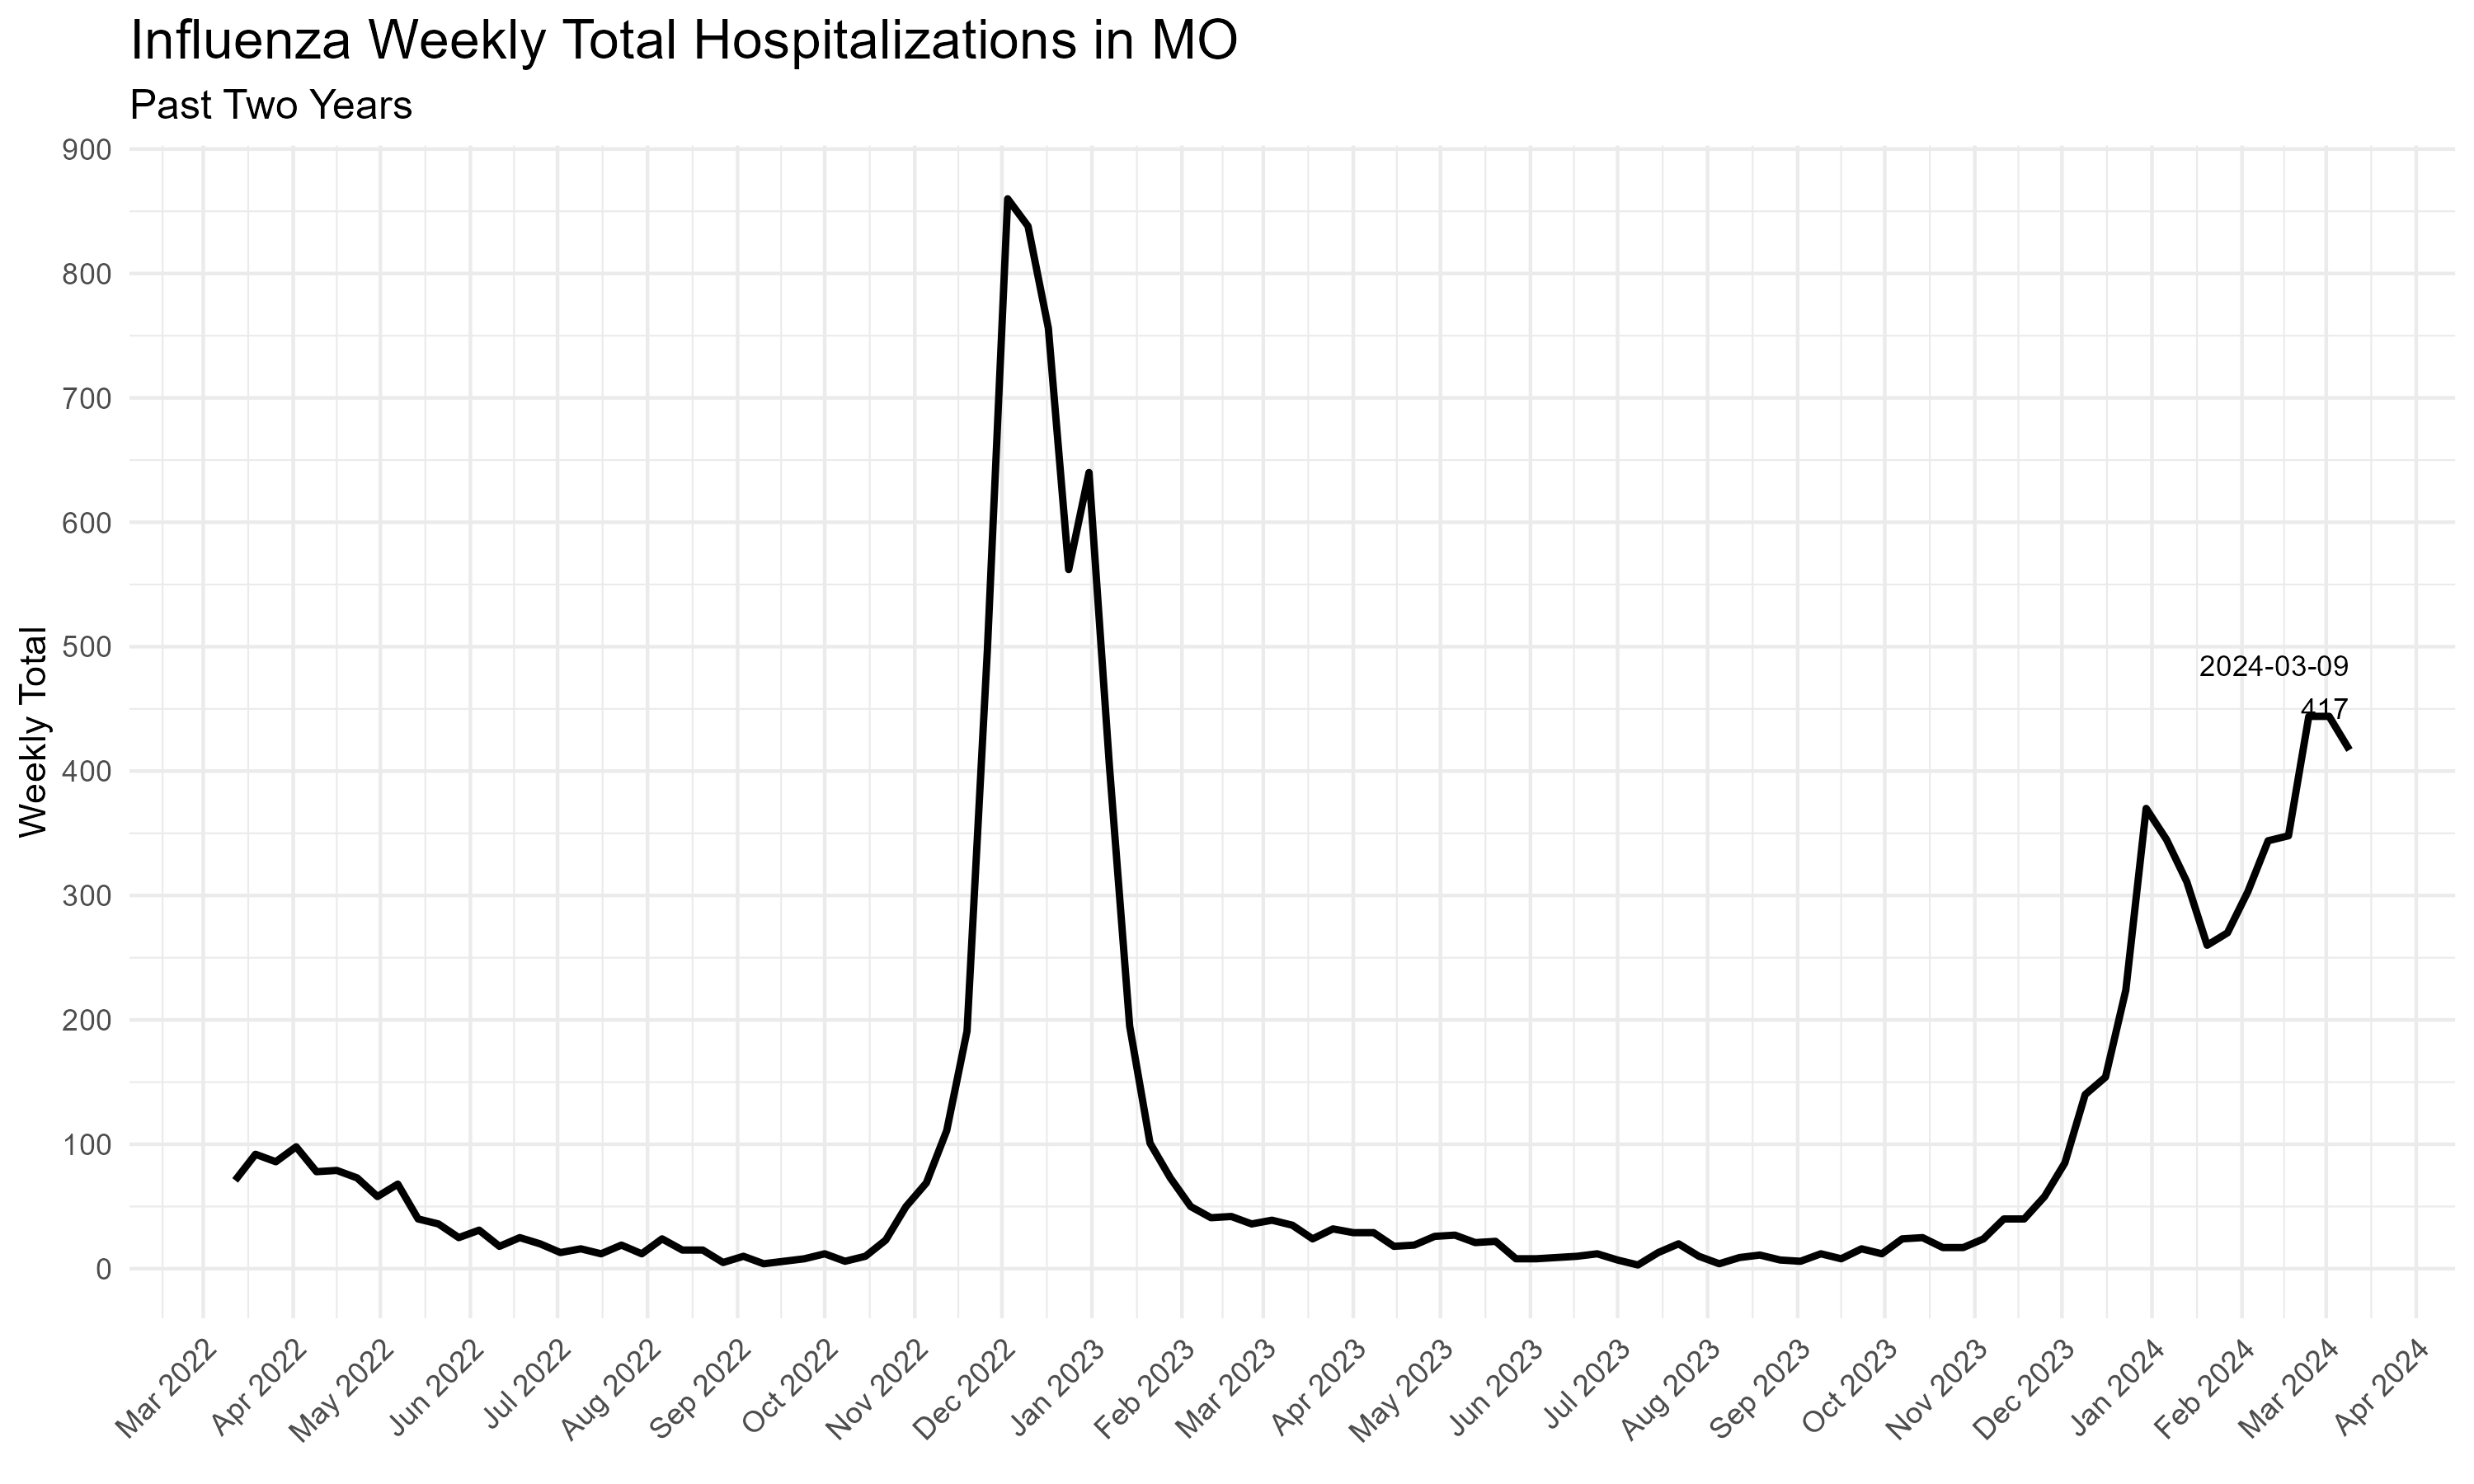 Influenza Weekly Total Hospitalizations in MO
Past Two Years
900
800
700
600
500
400
300
200
100
0
Weekly Total
2024-03-09
417
Mar 2022
Apr 2022
May 2022
Jun 2022
Jul 2022
Aug 2022
Sep 2022
Oct 2022
Nov 2022
Dec 2022
Jan 2023
Feb 2023
Mar 2023
Apr 2023
May 2023
Jun 2023
Jul 2023
Aug 2023
Sep 2023
Oct 2023
Nov 2023
Dec 2023
Jan 2024
Feb 2024
Mar 2024
Apr 2024